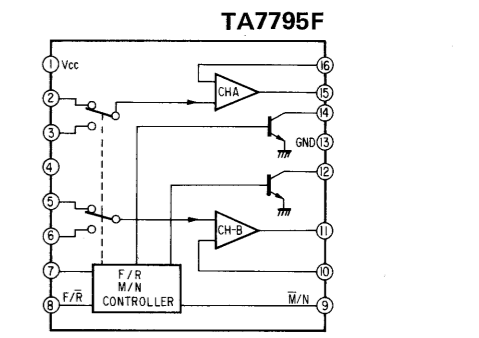 TA7795F
1 Vcc
16
2
CHA
15
14
3
GND 13
4
12
5
6
CH-B
11
7
F/R
M/N
CONTROLLER
10
8
F/R̅
M̅/N
9